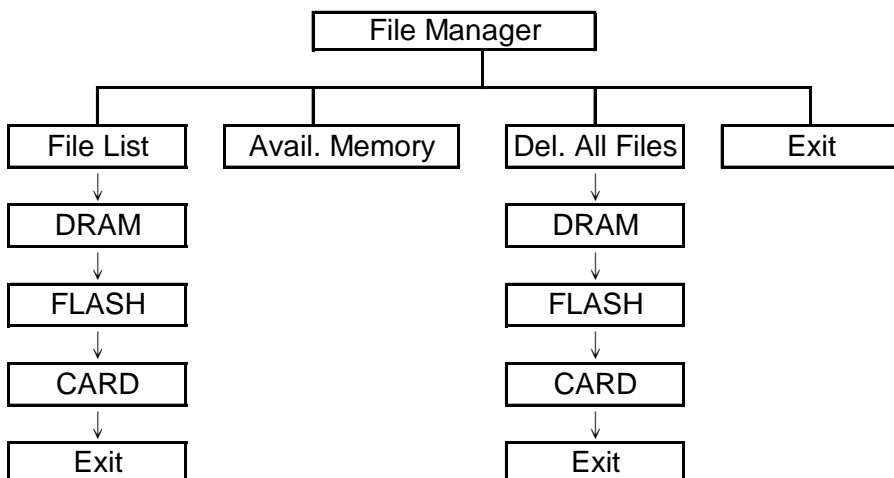 File Manager
File List
Avail. Memory
Del. All Files
Exit
DRAM
DRAM
FLASH
FLASH
CARD
CARD
Exit
Exit